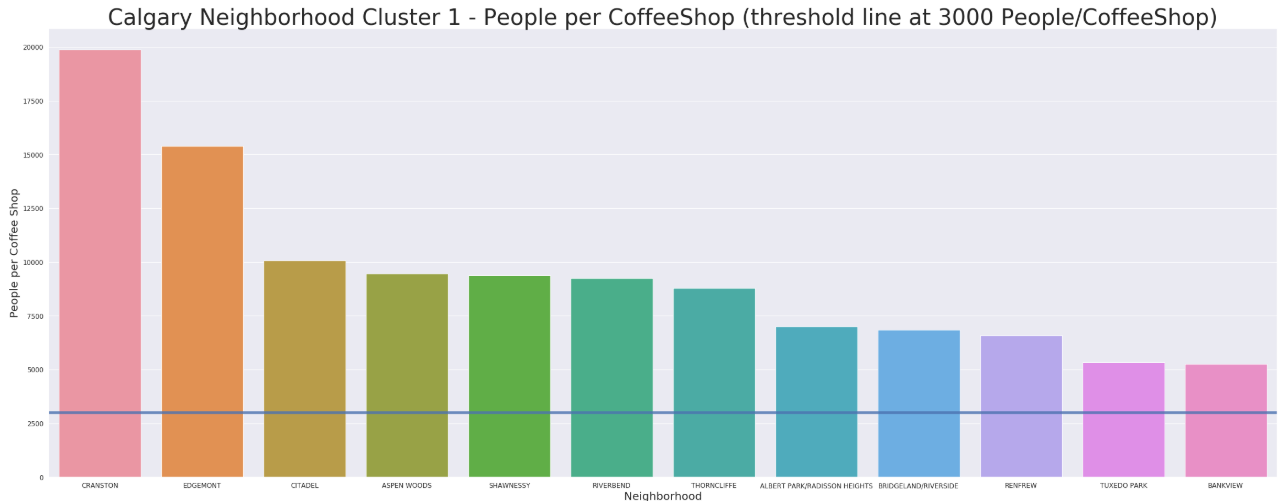 Calgary Neighborhood Cluster 1 - People per CoffeeShop (threshold line at 3000 People/CoffeeShop)
People per Coffee Shop
20000
17500
15000
12500
10000
7500
5000
2500
0
CRANSTON EDGEMONT CITADEL ASPEN WOODS SHAWNESSY RIVERBEND THORNCLIFFE ALBERT PARK/RADISSON HEIGHTS BRIDGELAND/RIVERSIDE RENFREW TUXEDO PARK BANKVIEW
Neighborhood